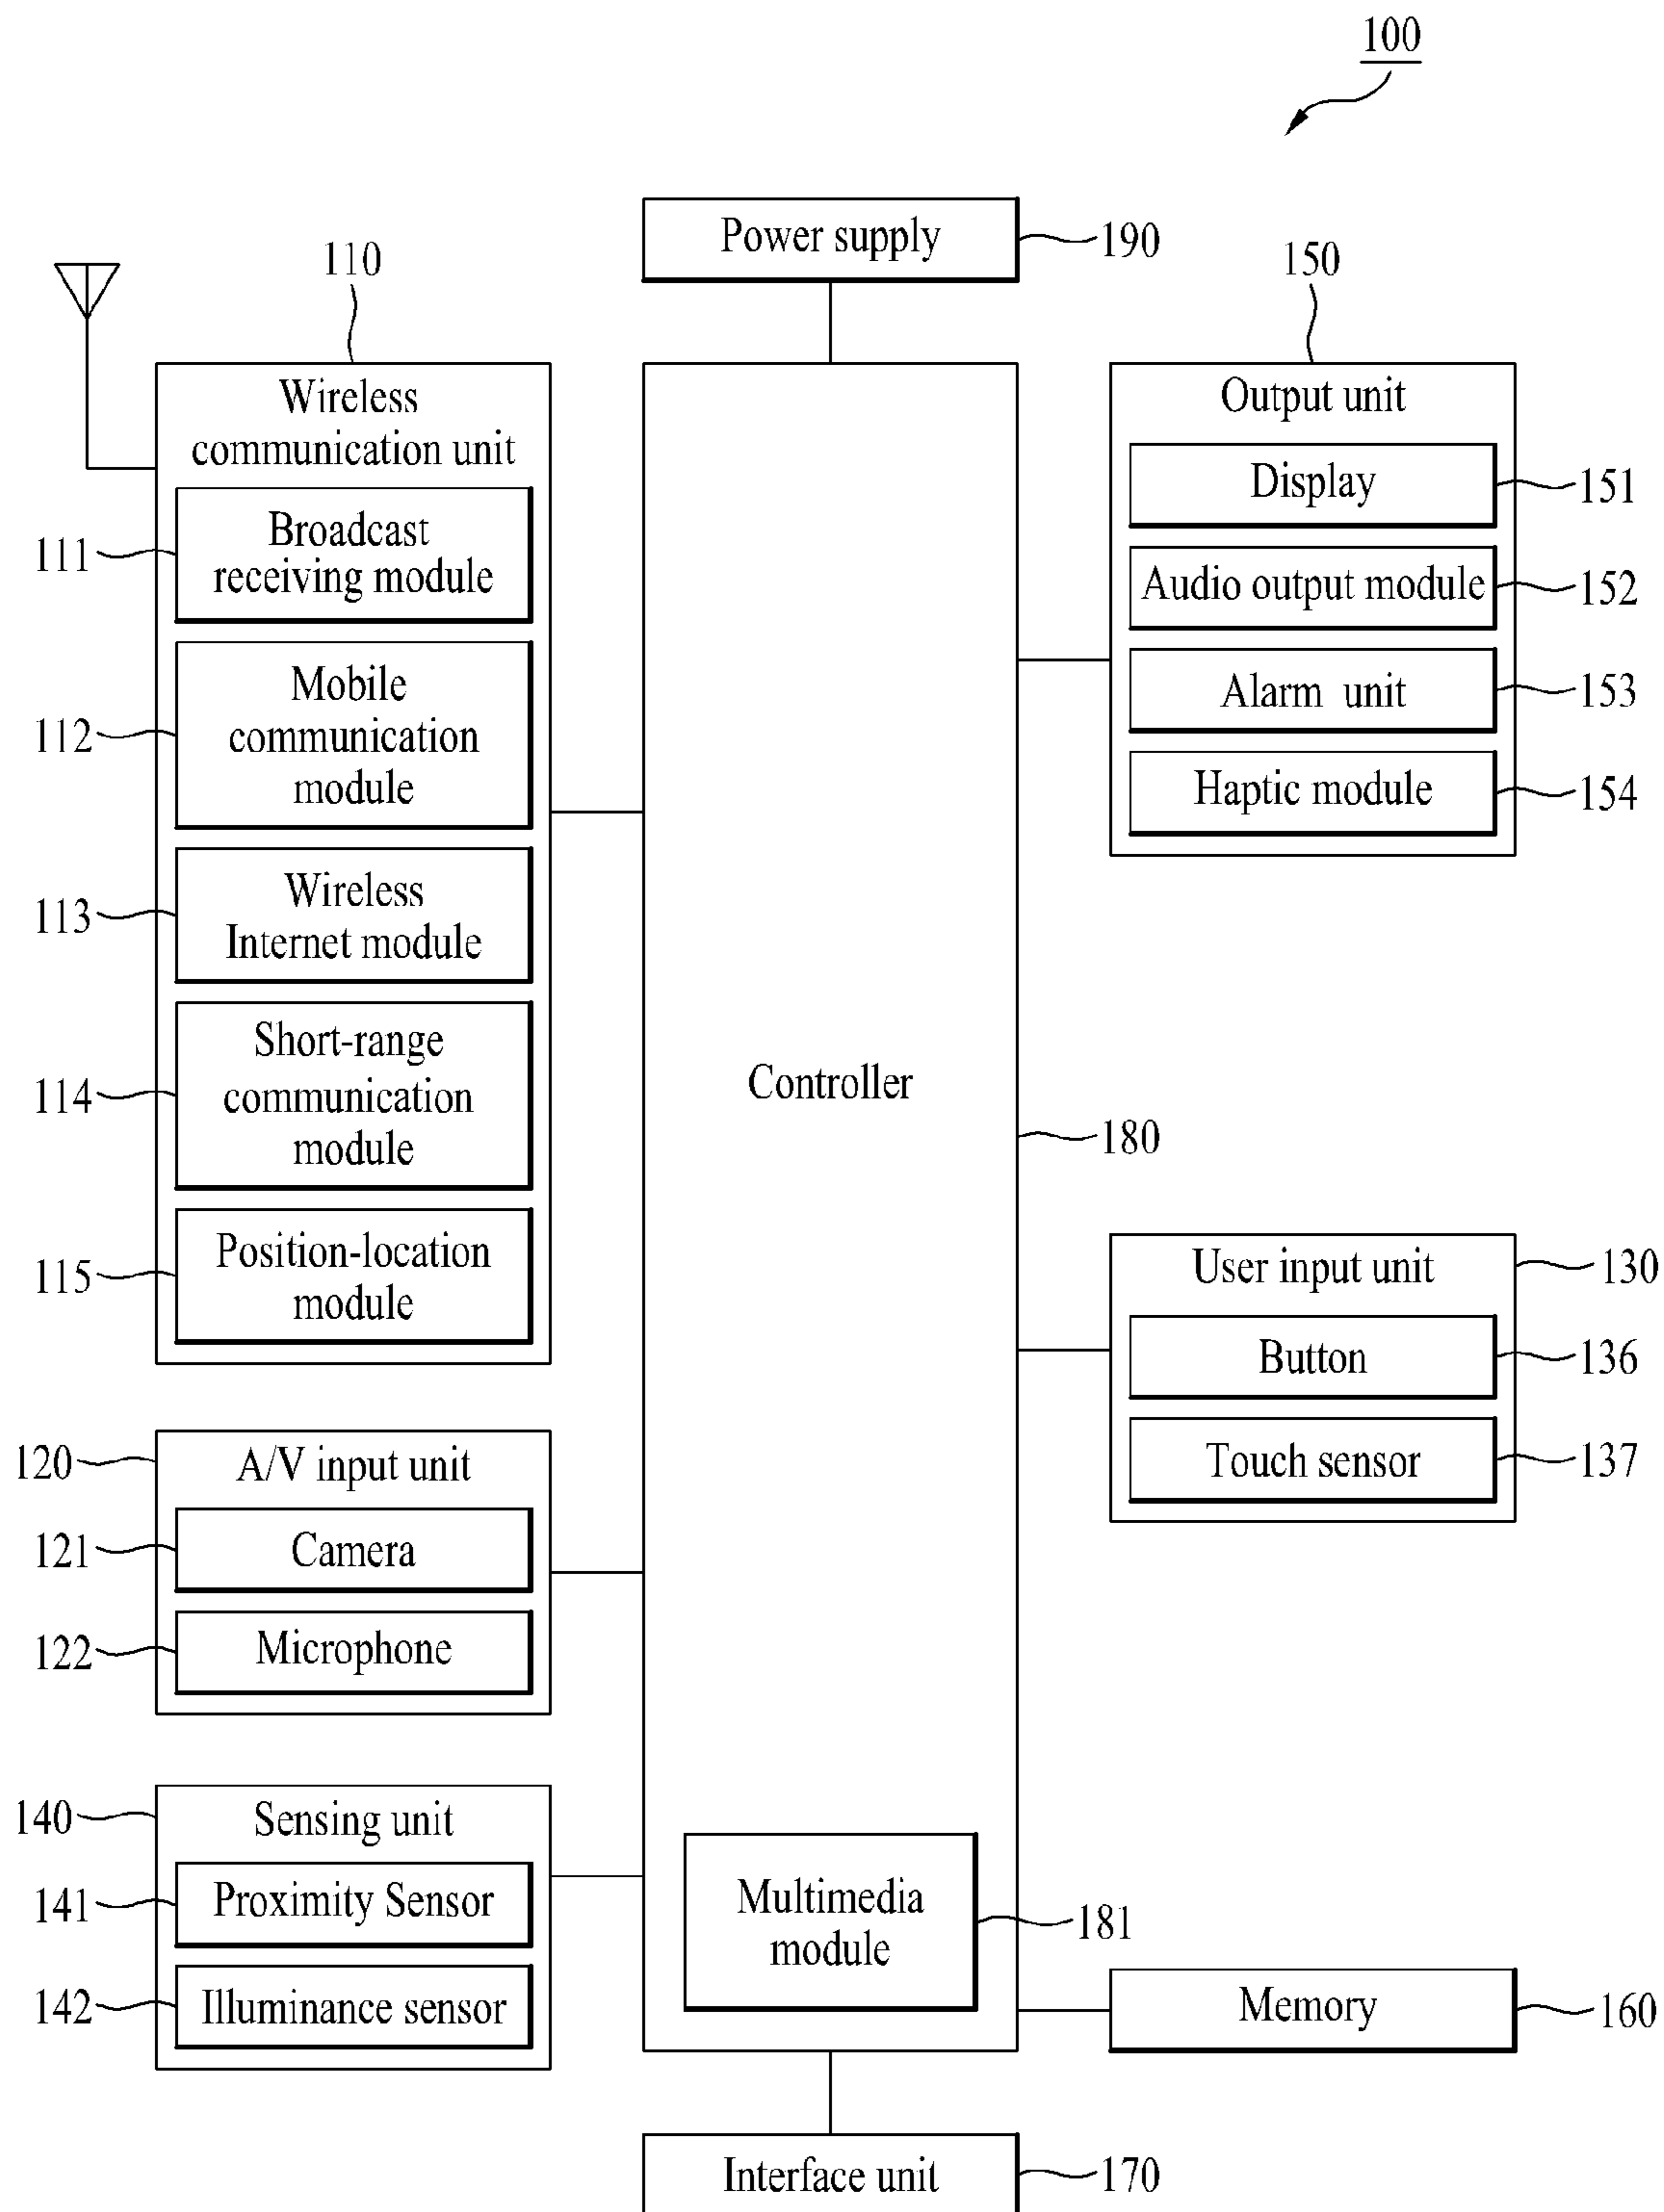 100
Power supply
190
110
Wireless
communication unit
111
Broadcast
receiving module
112
Mobile
communication
module
113
Wireless
Internet module
114
Short-range
communication
module
115
Position-location
module
120
A/V input unit
121
Camera
122
Microphone
140
Sensing unit
141
Proximity Sensor
142
Illuminance sensor
Controller
180
Multimedia
module
181
150
Output unit
Display
151
Audio output module
152
Alarm unit
153
Haptic module
154
User input unit
130
Button
136
Touch sensor
137
Memory
160
Interface unit
170